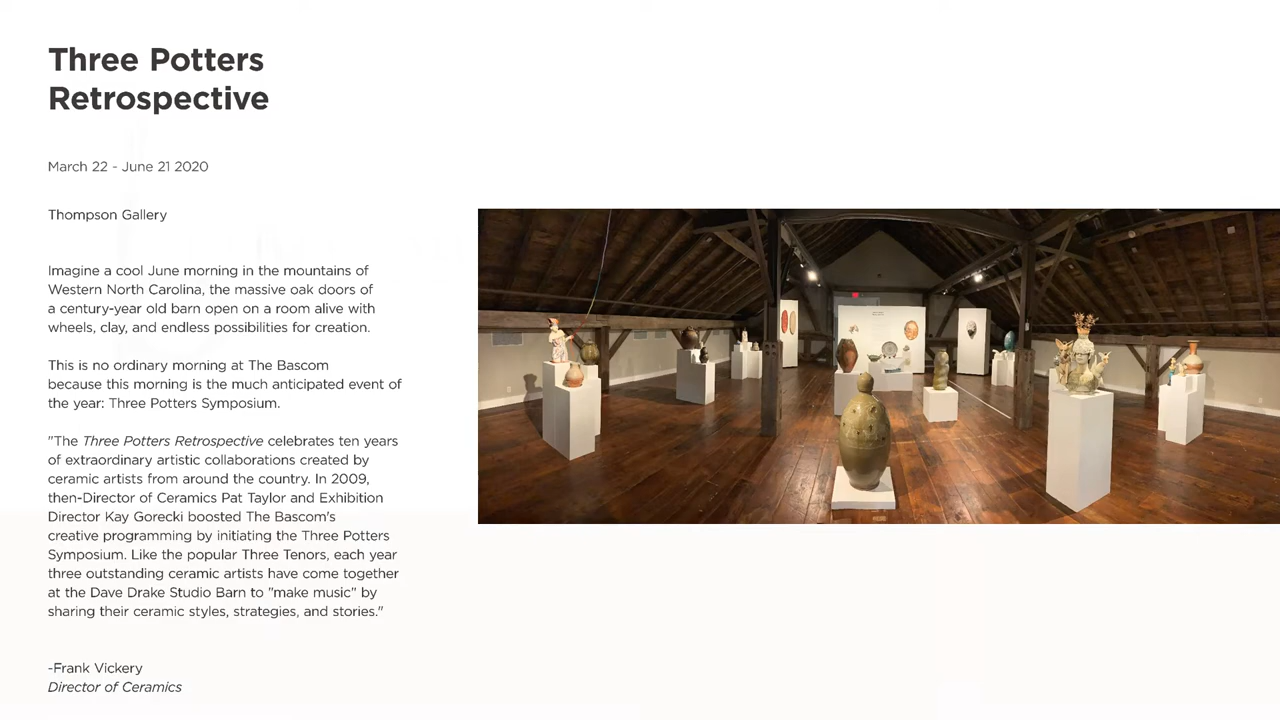 Three Potters
Retrospective
March 22 - June 21 2020
Thompson Gallery
Imagine a cool June morning in the mountains of
Western North Carolina, the massive oak doors of
a century-year old barn open on a room alive with
wheels, clay, and endless possibilities for creation.
This is no ordinary morning at The Bascom
because this morning is the much anticipated event of
the year: Three Potters Symposium.
"The Three Potters Retrospective celebrates ten years
of extraordinary artistic collaborations created by
ceramic artists from around the country. In 2009,
then-Director of Ceramics Pat Taylor and Exhibition
Director Kay Gorecki boosted The Bascom's
creative programming by initiating the Three Potters
Symposium. Like the popular Three Tenors, each year
three outstanding ceramic artists have come together
at the Dave Drake Studio Barn to "make music" by
sharing their ceramic styles, strategies, and stories."
-Frank Vickery
Director of Ceramics